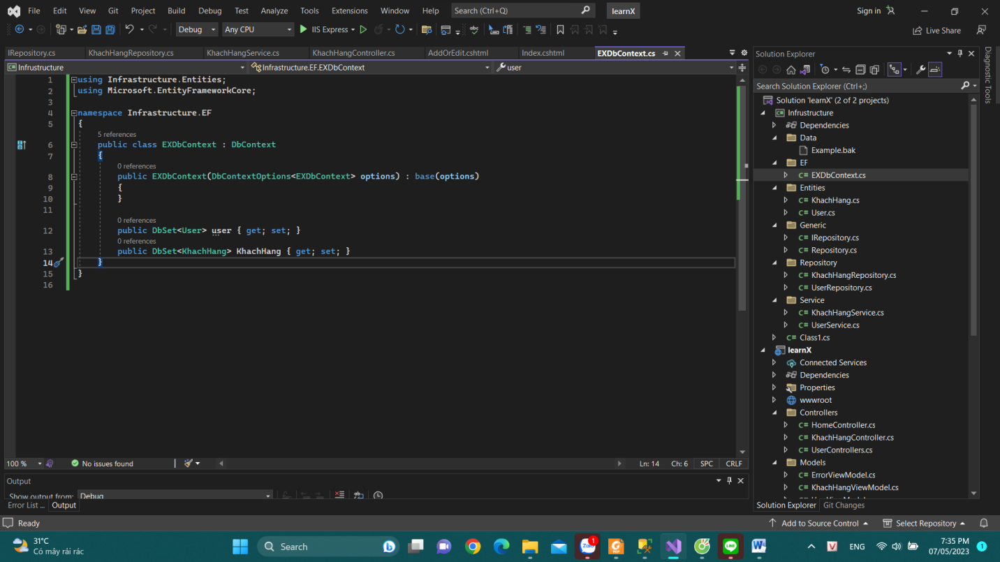 File Edit View Git Project Build Debug Test Analyze Tools Extensions Window Help Search (Ctrl+Q) learnX Sign in
Debug Any CPU IIS Express Live Share
IRepository.cs KhachHangRepository.cs KhachHangService.cs KhachHangController.cs AddOrEdit.cshtml Index.cshtml EXDbContext.cs
Infrustructure Infrustructure.EF.EXDbContext user
1 using Infrustructure.Entities;
2 using Microsoft.EntityFrameworkCore;
3
4 namespace Infrustructure.EF
5 {
5 references
6 public class EXDbContext : DbContext
7 {
0 references
8 public EXDbContext(DbContextOptions<EXDbContext> options) : base(options)
9 {
10 }
11
0 references
12 public DbSet<User> user { get; set; }
0 references
13 public DbSet<KhachHang> KhachHang { get; set; }
14 }
15 }
16
100 % No issues found Ln: 14 Ch: 6 SPC CRLF
Output
Show output from: Debug
Error List ... Output
Solution Explorer
Search Solution Explorer (Ctrl+;)
Solution 'learnX' (2 of 2 projects)
Infrustructure
Dependencies
Data
Example.bak
EF
C# EXDbContext.cs
Entities
C# KhachHang.cs
C# User.cs
Generic
C# IRepository.cs
C# Repository.cs
Repository
C# KhachHangRepository.cs
C# UserRepository.cs
Service
C# KhachHangService.cs
C# UserService.cs
C# Class1.cs
learnX
Connected Services
Dependencies
Properties
wwwroot
Controllers
C# HomeController.cs
C# KhachHangController.cs
C# UserControllers.cs
Models
C# ErrorViewModel.cs
C# KhachHangViewModel.cs
Solution Explorer Git Changes
Diagnostic Tools
Ready Add to Source Control Select Repository
31°C
Có mây rải rác
Search
Zalo 1
LINE
ENG
7:35 PM
07/05/2023
1